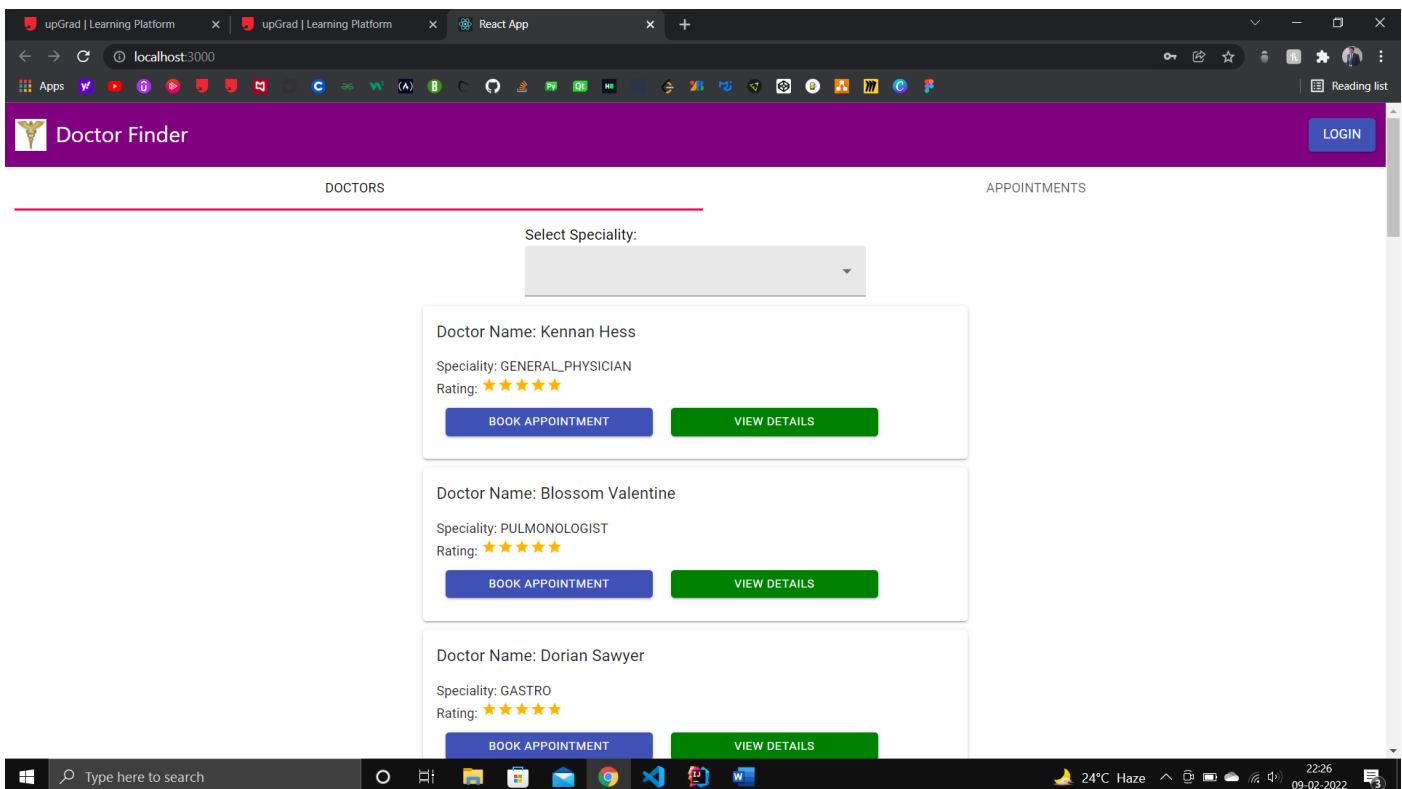 upGrad | Learning Platform
upGrad | Learning Platform
React App
localhost:3000
Apps
Reading list
Doctor Finder
LOGIN
DOCTORS
APPOINTMENTS
Select Speciality:
Doctor Name: Kennan Hess
Speciality: GENERAL_PHYSICIAN
Rating:
BOOK APPOINTMENT
VIEW DETAILS
Doctor Name: Blossom Valentine
Speciality: PULMONOLOGIST
Rating:
BOOK APPOINTMENT
VIEW DETAILS
Doctor Name: Dorian Sawyer
Speciality: GASTRO
Rating:
BOOK APPOINTMENT
VIEW DETAILS
Type here to search
24°C Haze
22:26
09-02-2022